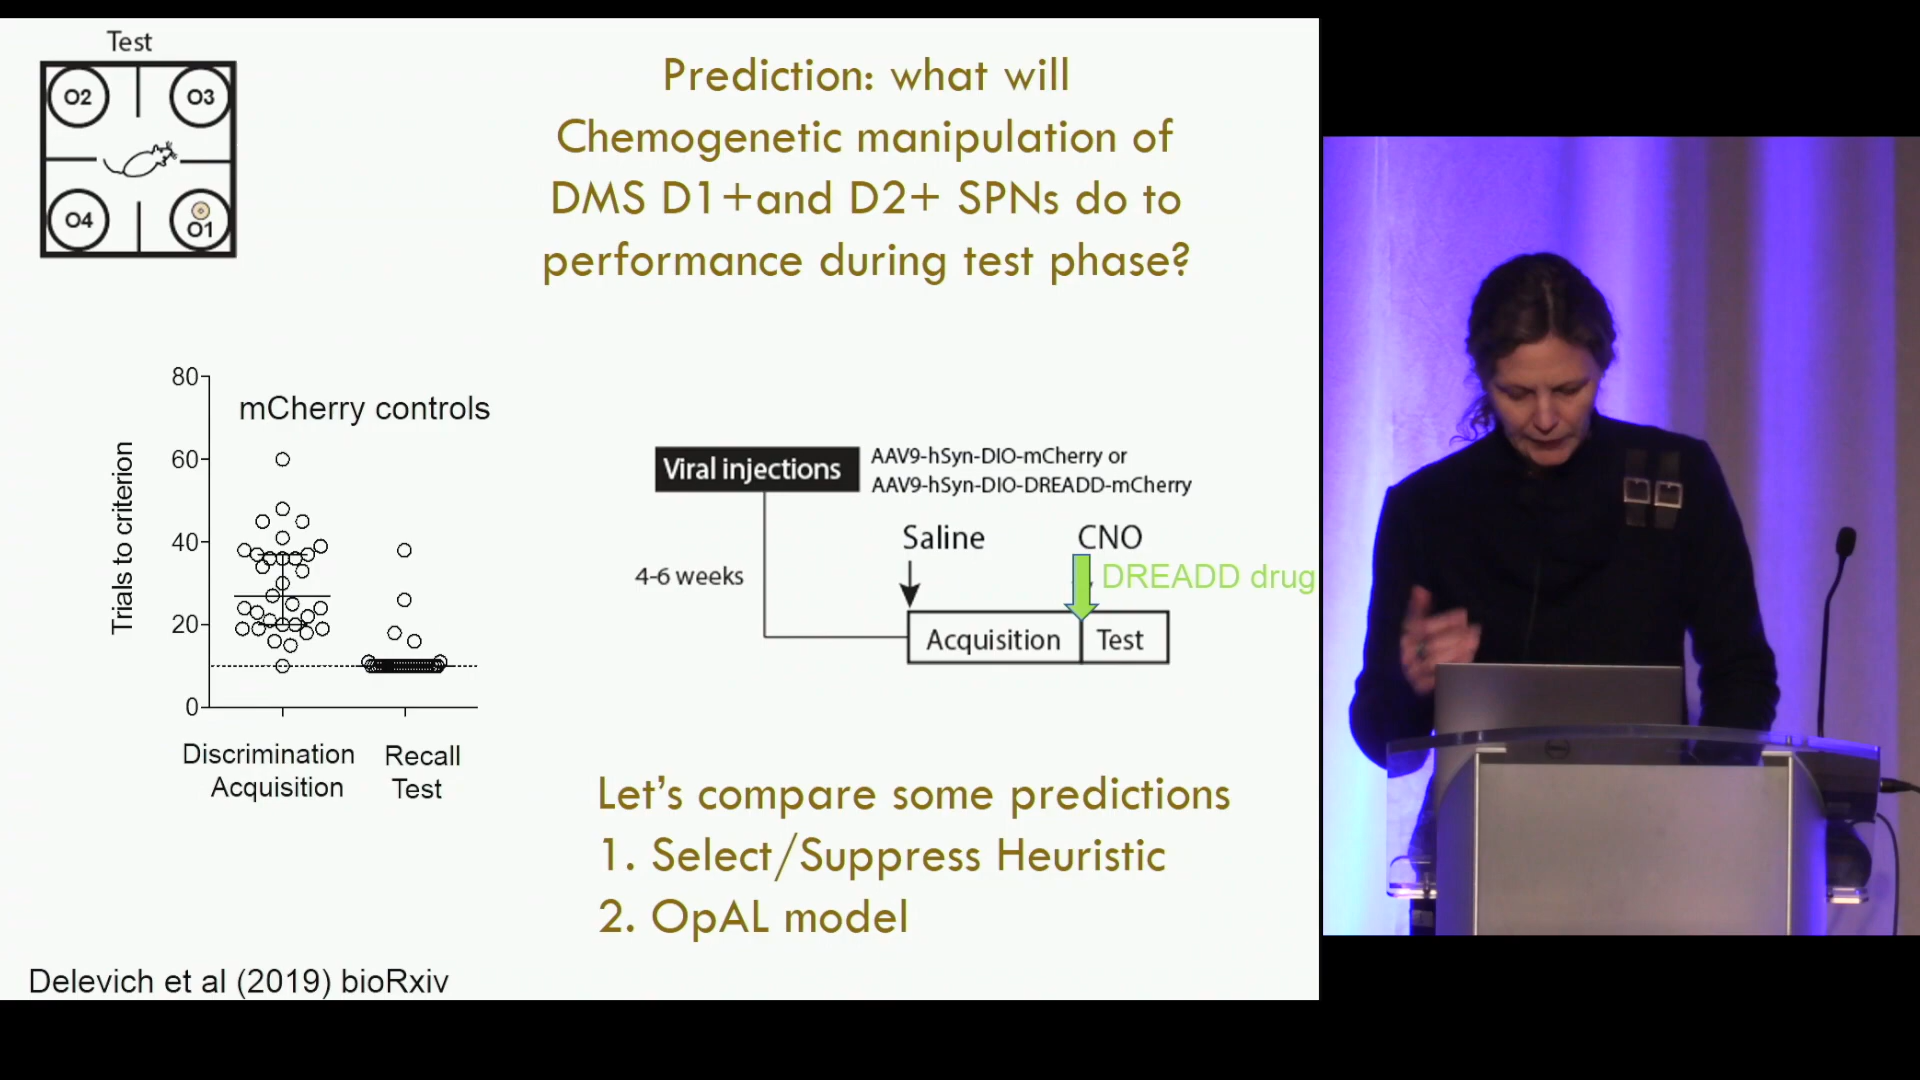 Test
O2
O3
O4
O1
Prediction: what will
Chemogenetic manipulation of
DMS D1+and D2+ SPNs do to
performance during test phase?
80
60
40
20
0
Trials to criterion
mCherry controls
Discrimination
Acquisition
Recall
Test
Viral injections
AAV9-hSyn-DIO-mCherry or
AAV9-hSyn-DIO-DREADD-mCherry
Saline
CNO
DREADD drug
4-6 weeks
Acquisition
Test
Let's compare some predictions
1. Select/Suppress Heuristic
2. OpAL model
Delevich et al (2019) bioRxiv